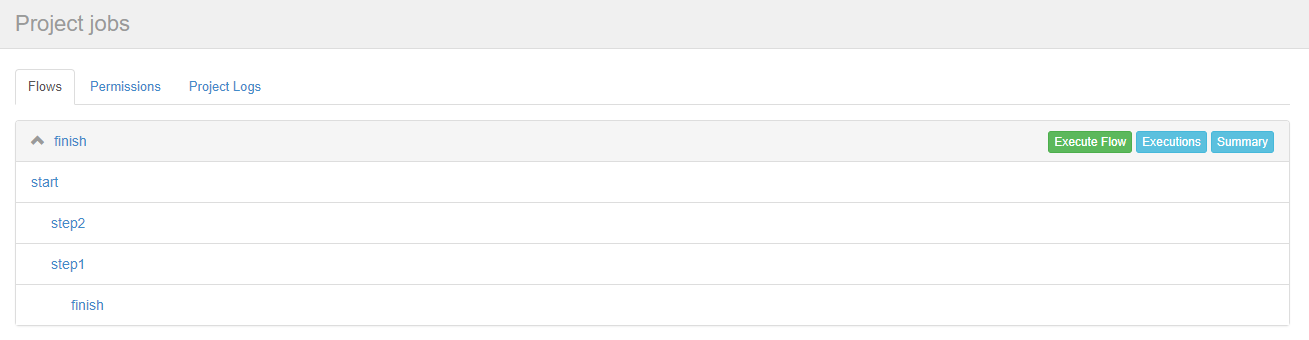 Project jobs
Flows Permissions Project Logs
finish Execute Flow Executions Summary
start
step2
step1
finish